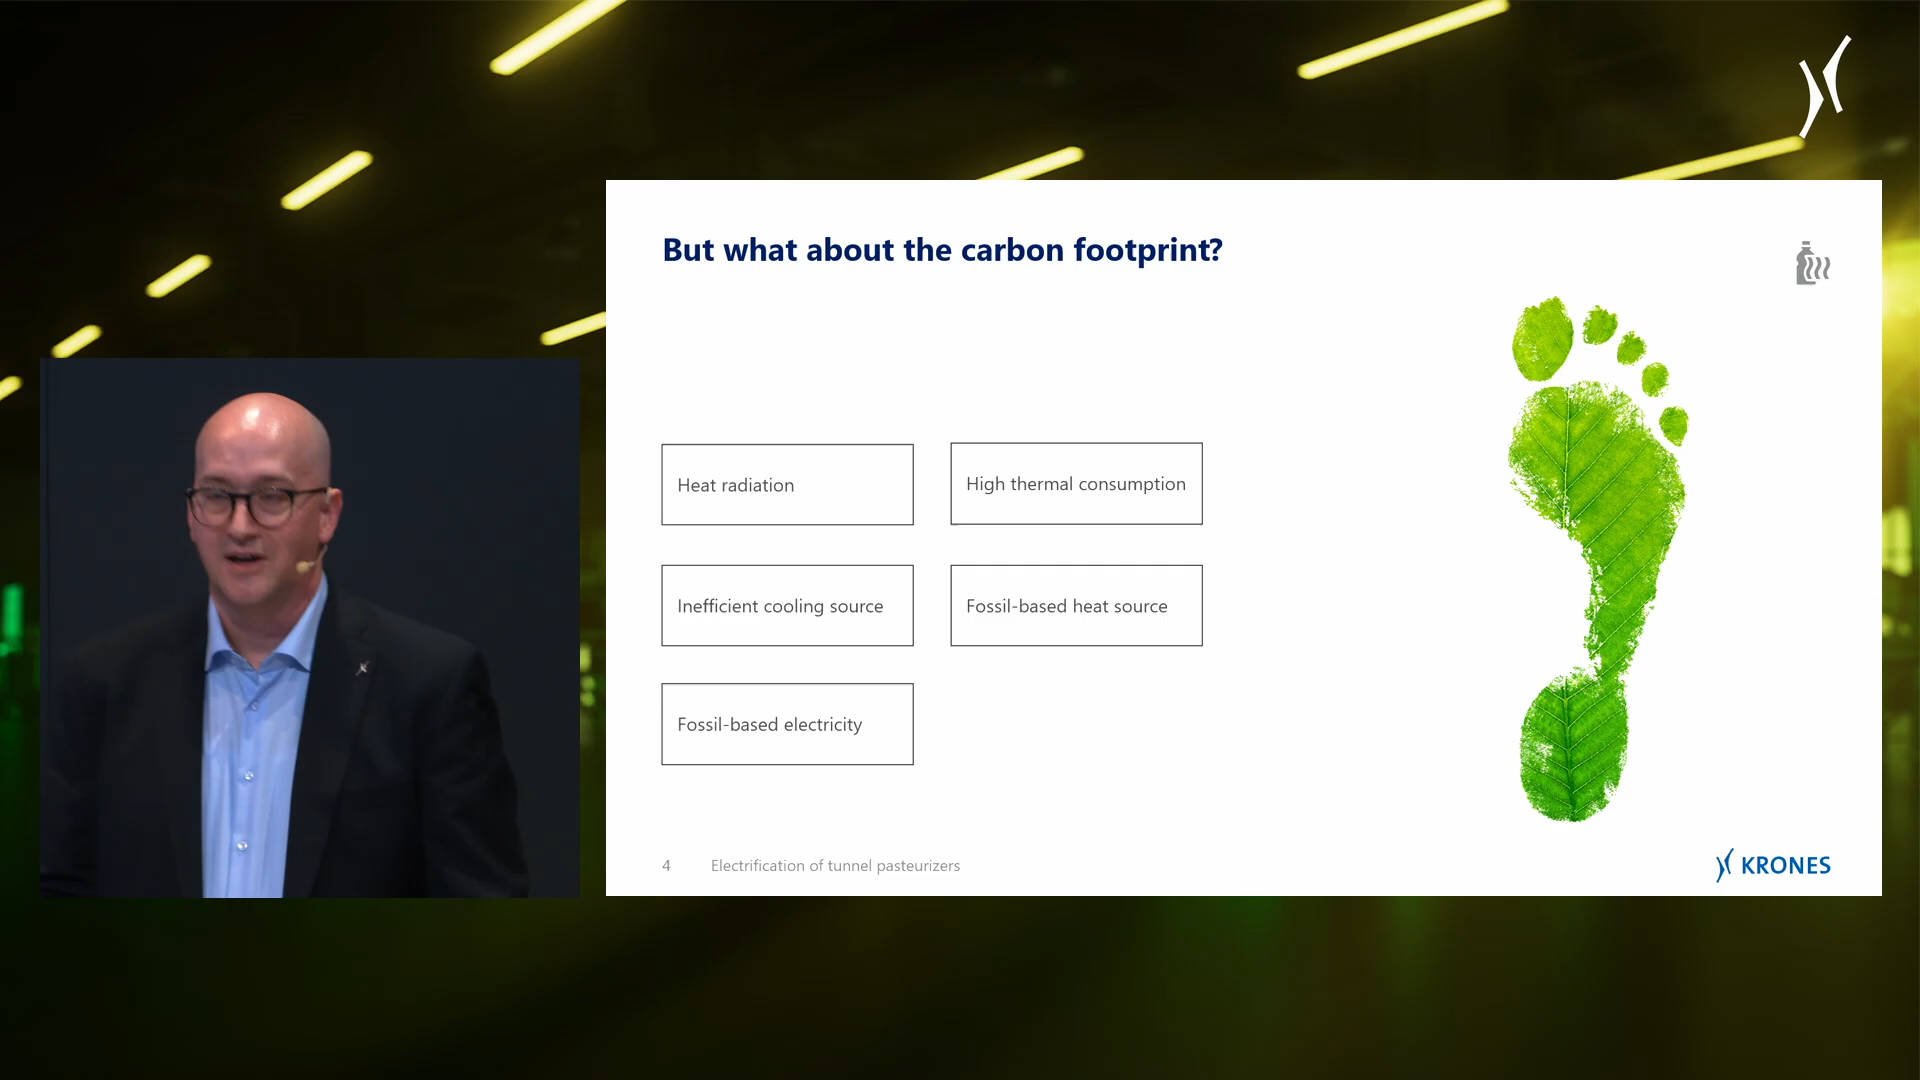 But what about the carbon footprint?
Heat radiation
High thermal consumption
Inefficient cooling source
Fossil-based heat source
Fossil-based electricity
4
Electrification of tunnel pasteurizers
KRONES